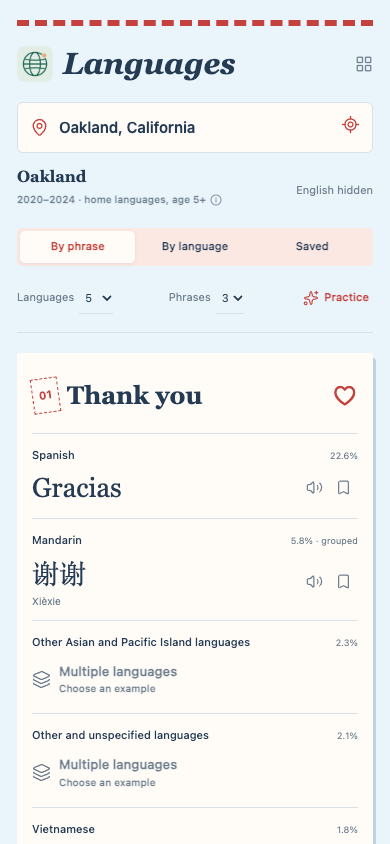 Languages
Oakland, California
Oakland
2020–2024 · home languages, age 5+
English hidden
By phrase
By language
Saved
Languages 5
Phrases 3
Practice
01
Thank you
Spanish
22.6%
Gracias
Mandarin
5.8% · grouped
谢谢
Xièxie
Other Asian and Pacific Island languages
2.3%
Multiple languages
Choose an example
Other and unspecified languages
2.1%
Multiple languages
Choose an example
Vietnamese
1.8%